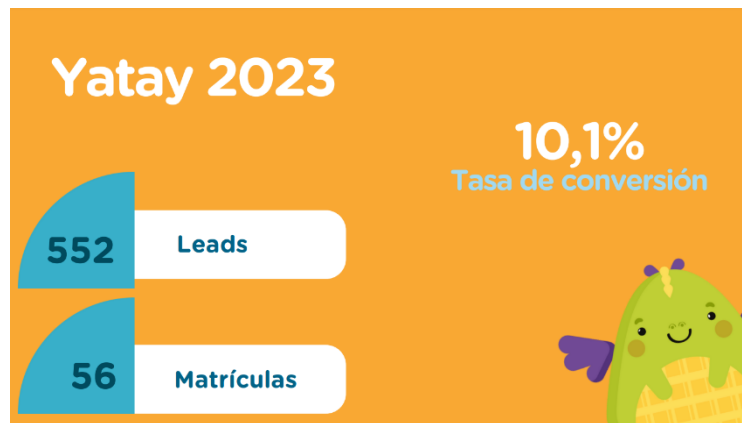 Yatay 2023
10,1%
Tasa de conversión
552
Leads
56
Matrículas